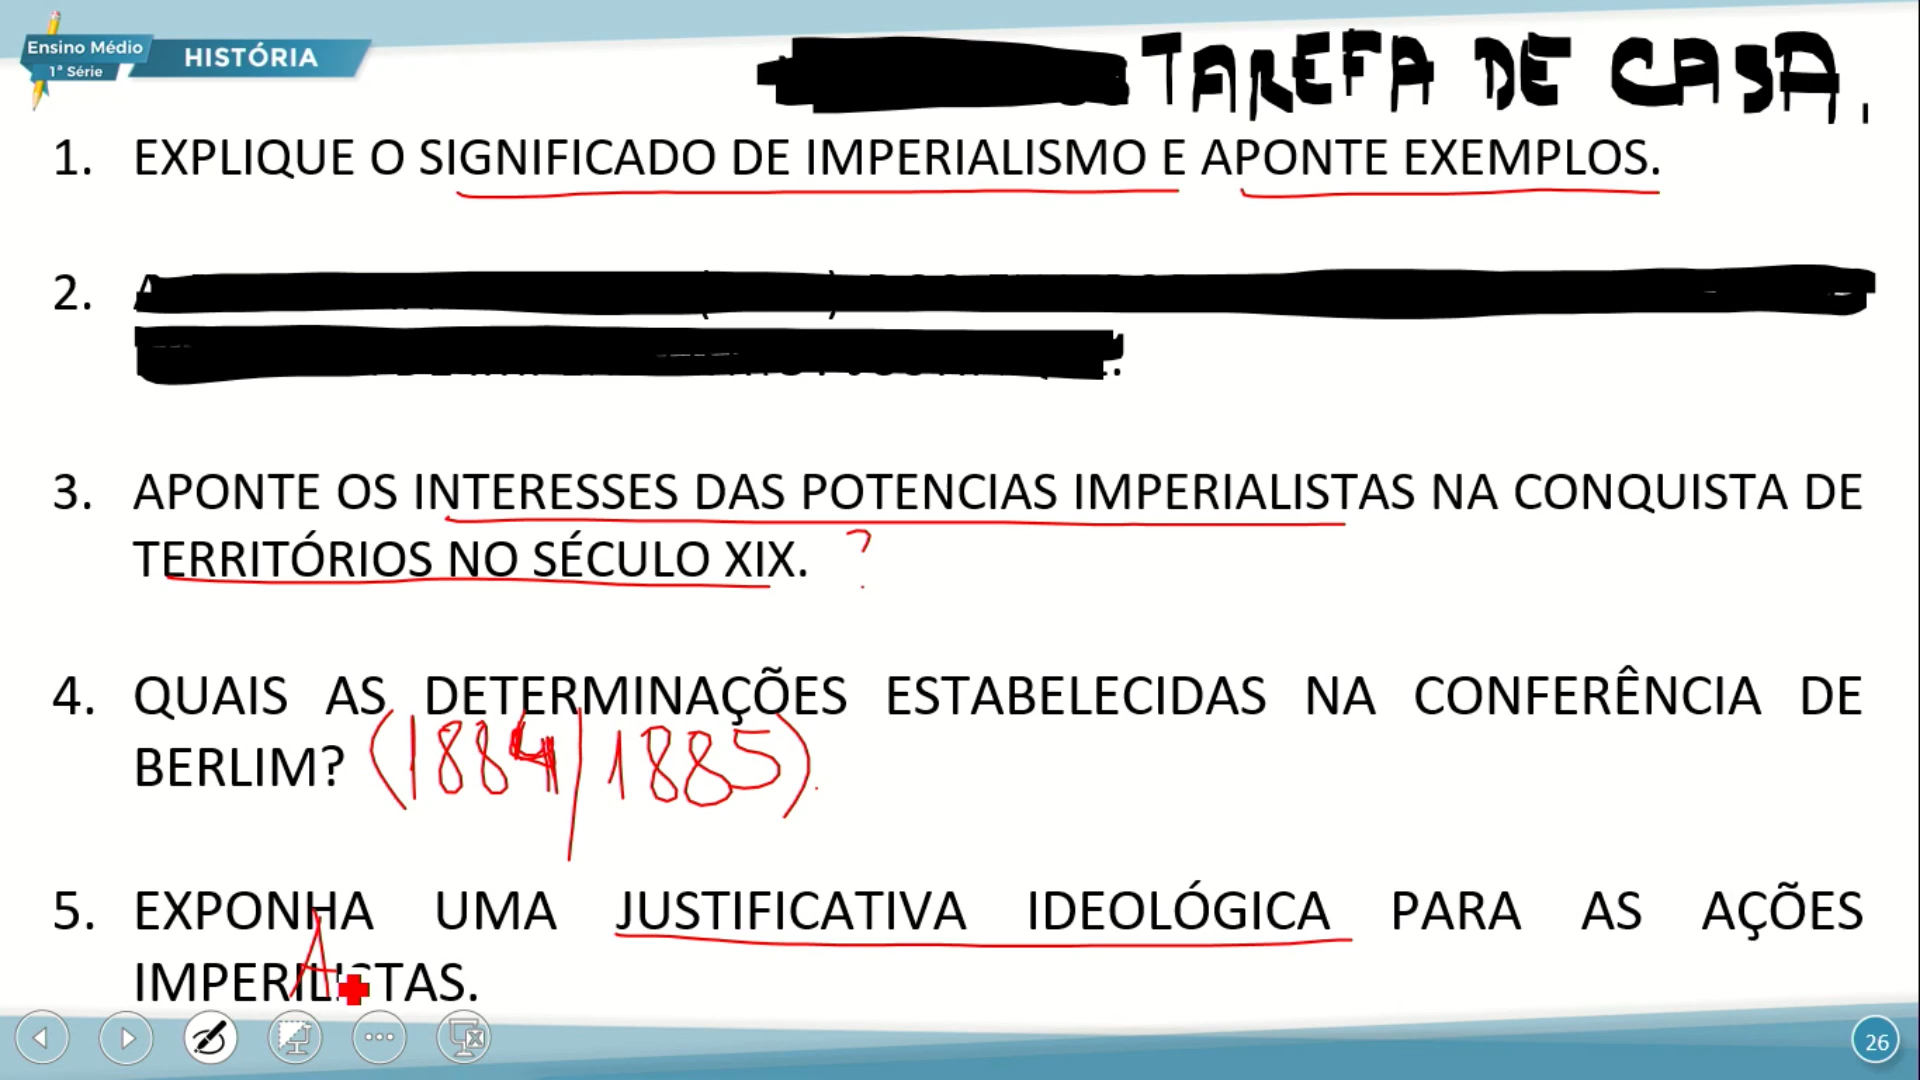 Ensino Médio
1ª Série
HISTÓRIA
TAREFA DE CASA.
1. EXPLIQUE O SIGNIFICADO DE IMPERIALISMO E APONTE EXEMPLOS.
2.
3. APONTE OS INTERESSES DAS POTENCIAS IMPERIALISTAS NA CONQUISTA DE
TERRITÓRIOS NO SÉCULO XIX. ?
4. QUAIS AS DETERMINAÇÕES ESTABELECIDAS NA CONFERÊNCIA DE
BERLIM? (1884/1885).
5. EXPONHA UMA JUSTIFICATIVA IDEOLÓGICA PARA AS AÇÕES
A
IMPERILISTAS.
26